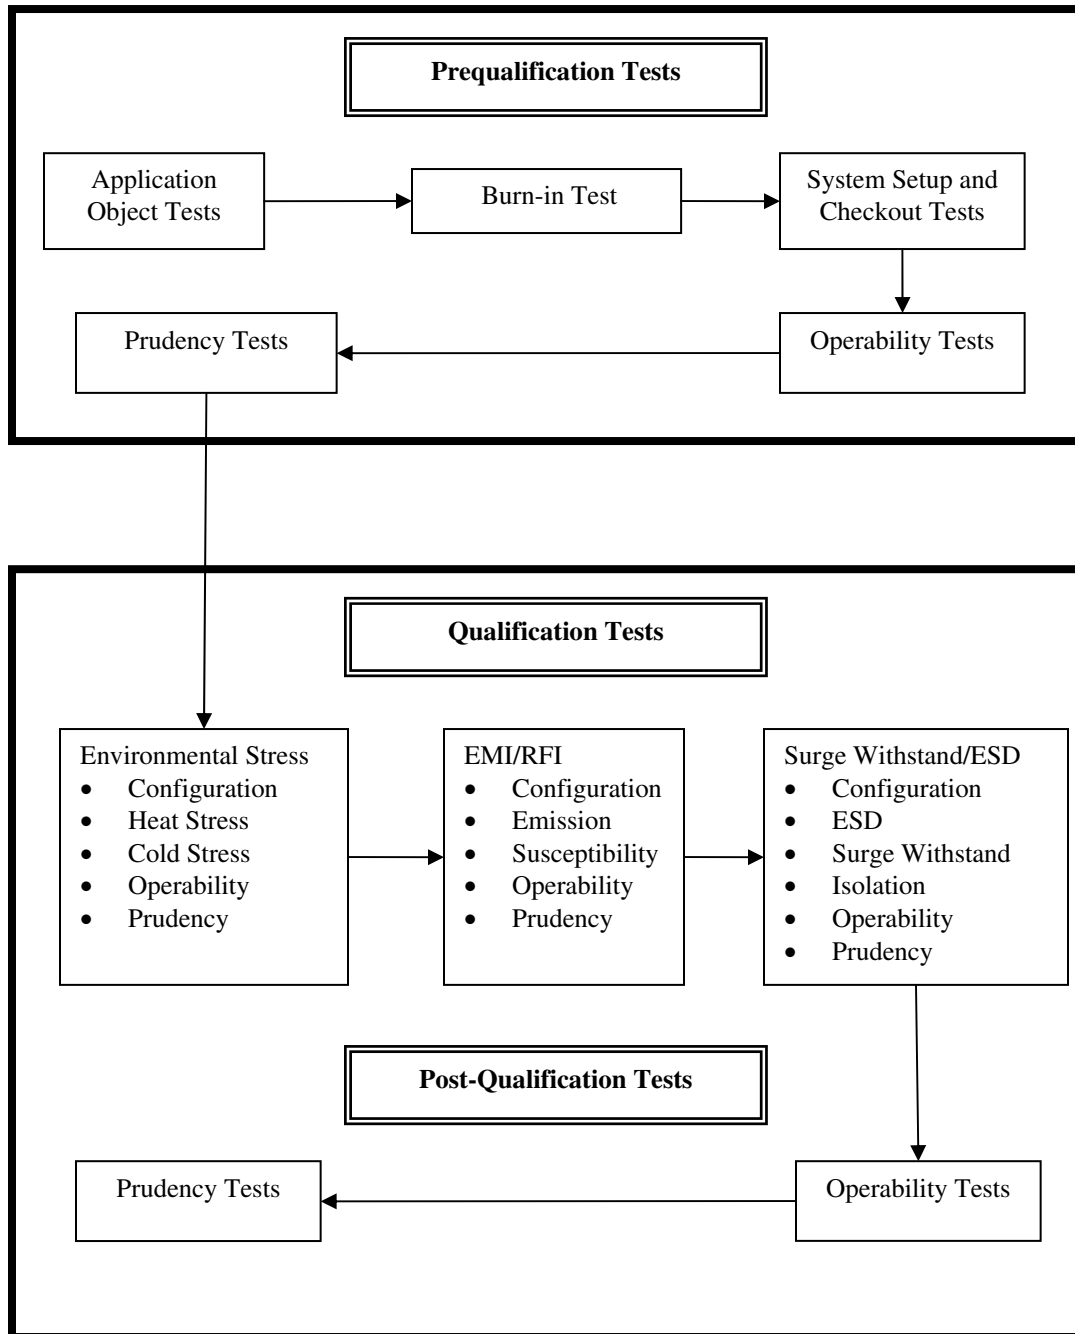 Prequalification Tests
Application
Object Tests
Burn-in Test
System Setup and
Checkout Tests
Prudency Tests
Operability Tests
Qualification Tests
Environmental Stress
• Configuration
• Heat Stress
• Cold Stress
• Operability
• Prudency
EMI/RFI
• Configuration
• Emission
• Susceptibility
• Operability
• Prudency
Surge Withstand/ESD
• Configuration
• ESD
• Surge Withstand
• Isolation
• Operability
• Prudency
Post-Qualification Tests
Prudency Tests
Operability Tests